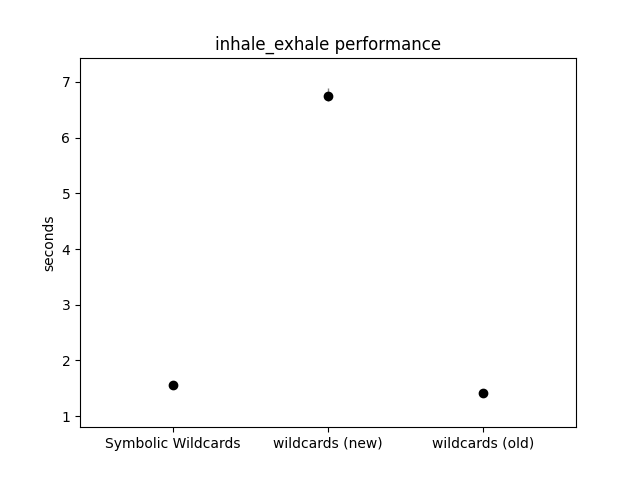 inhale_exhale performance
7
6
5
4
3
2
1
seconds
Symbolic Wildcards
wildcards (new)
wildcards (old)